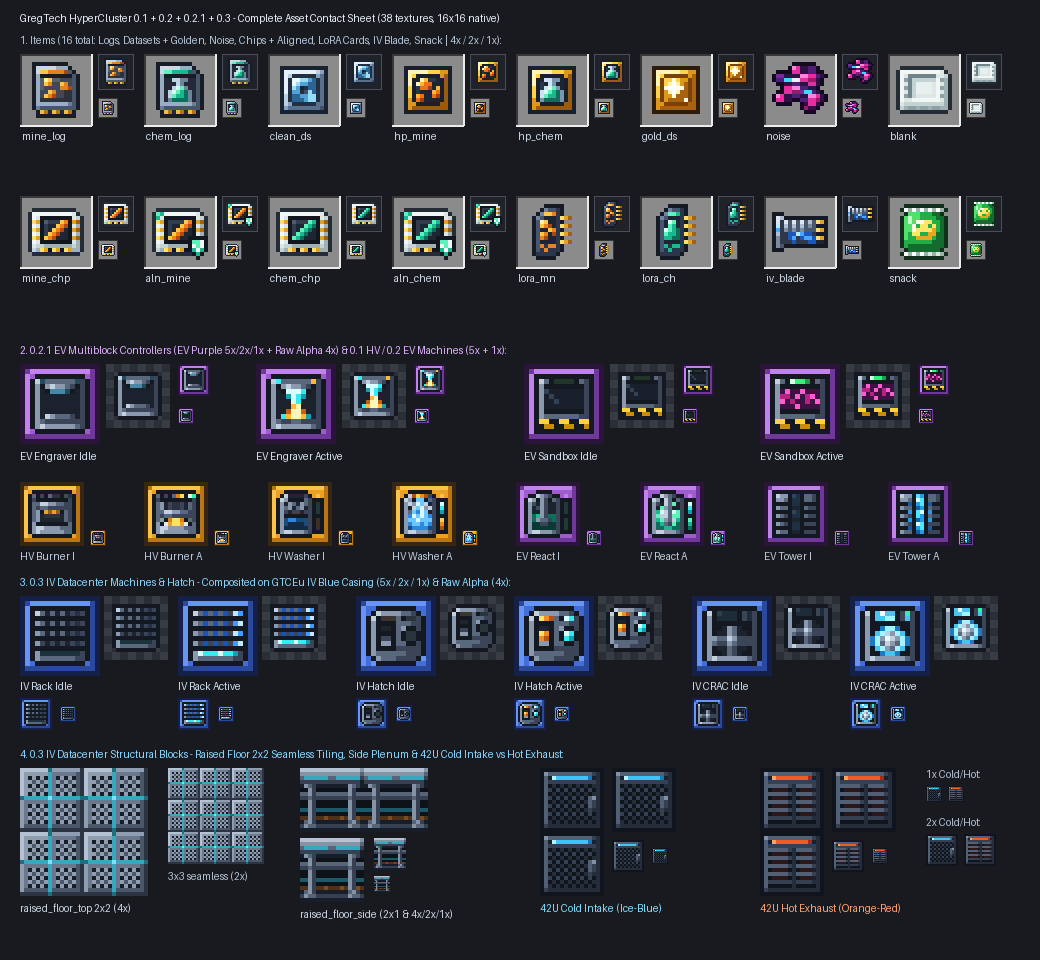 GregTech HyperCluster 0.1 + 0.2 + 0.2.1 + 0.3 - Complete Asset Contact Sheet (38 textures, 16x16 native)
1. Items (16 total: Logs, Datasets + Golden, Noise, Chips + Aligned, LoRA Cards, IV Blade, Snack | 4x / 2x / 1x):
mine_log chem_log clean_ds hp_mine hp_chem gold_ds noise blank
mine_chp aln_mine chem_chp aln_chem lora_mn lora_ch iv_blade snack
2. 0.2.1 EV Multiblock Controllers (EV Purple 5x/2x/1x + Raw Alpha 4x) & 0.1 HV / 0.2 EV Machines (5x + 1x):
EV Engraver Idle EV Engraver Active EV Sandbox Idle EV Sandbox Active
HV Burner I HV Burner A HV Washer I HV Washer A EV React I EV React A EV Tower I EV Tower A
3. 0.3 IV Datacenter Machines & Hatch - Composited on GTCEu IV Blue Casing (5x / 2x / 1x) & Raw Alpha (4x):
IV Rack Idle IV Rack Active IV Hatch Idle IV Hatch Active IV CRAC Idle IV CRAC Active
4. 0.3 IV Datacenter Structural Blocks - Raised Floor 2x2 Seamless Tiling, Side Plenum & 42U Cold Intake vs Hot Exhaust
1x Cold/Hot
2x Cold/Hot
3x3 seamless (2x)
raised_floor_top 2x2 (4x) raised_floor_side (2x1 & 4x/2x/1x) 42U Cold Intake (Ice-Blue) 42U Hot Exhaust (Orange-Red)